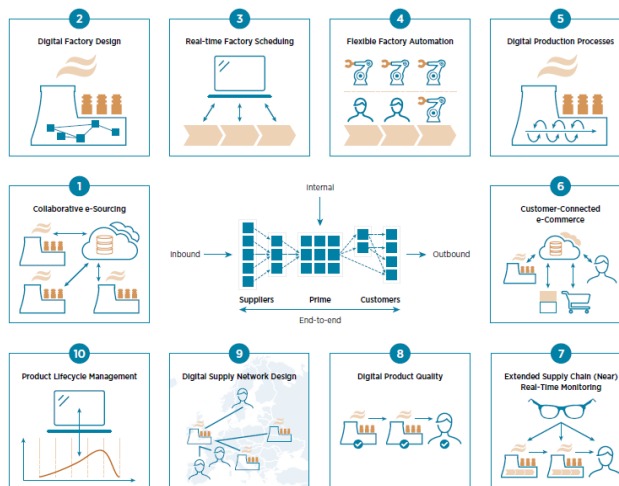 2
Digital Factory Design
3
Real-time Factory Scheduling
4
Flexible Factory Automation
5
Digital Production Processes
1
Collaborative e-Sourcing
Internal
Inbound
Outbound
Suppliers
Prime
Customers
End-to-end
6
Customer-Connected
e-Commerce
10
Product Lifecycle Management
9
Digital Supply Network Design
8
Digital Product Quality
7
Extended Supply Chain (Near)
Real-Time Monitoring